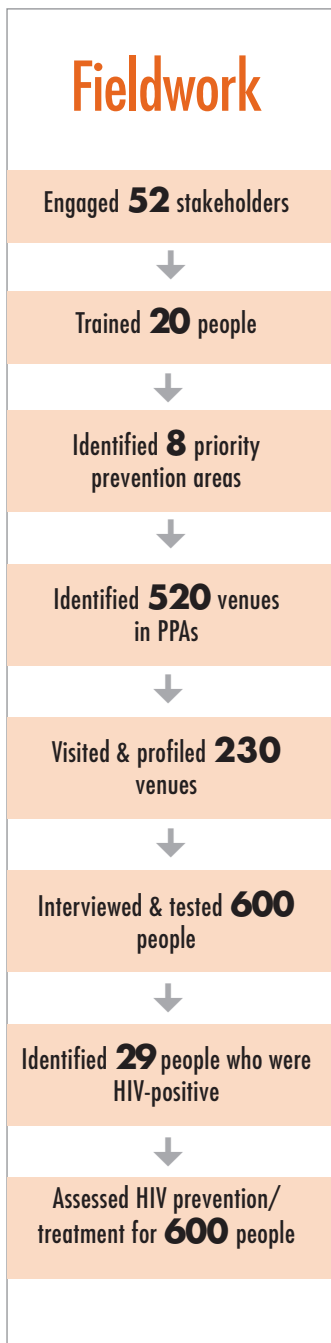 Fieldwork
Engaged 52 stakeholders
Trained 20 people
Identified 8 priority
prevention areas
Identified 520 venues
in PPAs
Visited & profiled 230
venues
Interviewed & tested 600
people
Identified 29 people who were
HIV-positive
Assessed HIV prevention/
treatment for 600 people